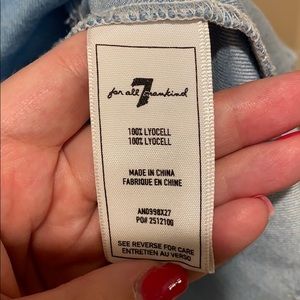 7
for all mankind
100% LYOCELL
100% LYOCELL
MADE IN CHINA
FABRIQUE EN CHINE
AN0998X27
PO# 2512100
SEE REVERSE FOR CARE
ENTRETIEN AU VERSO